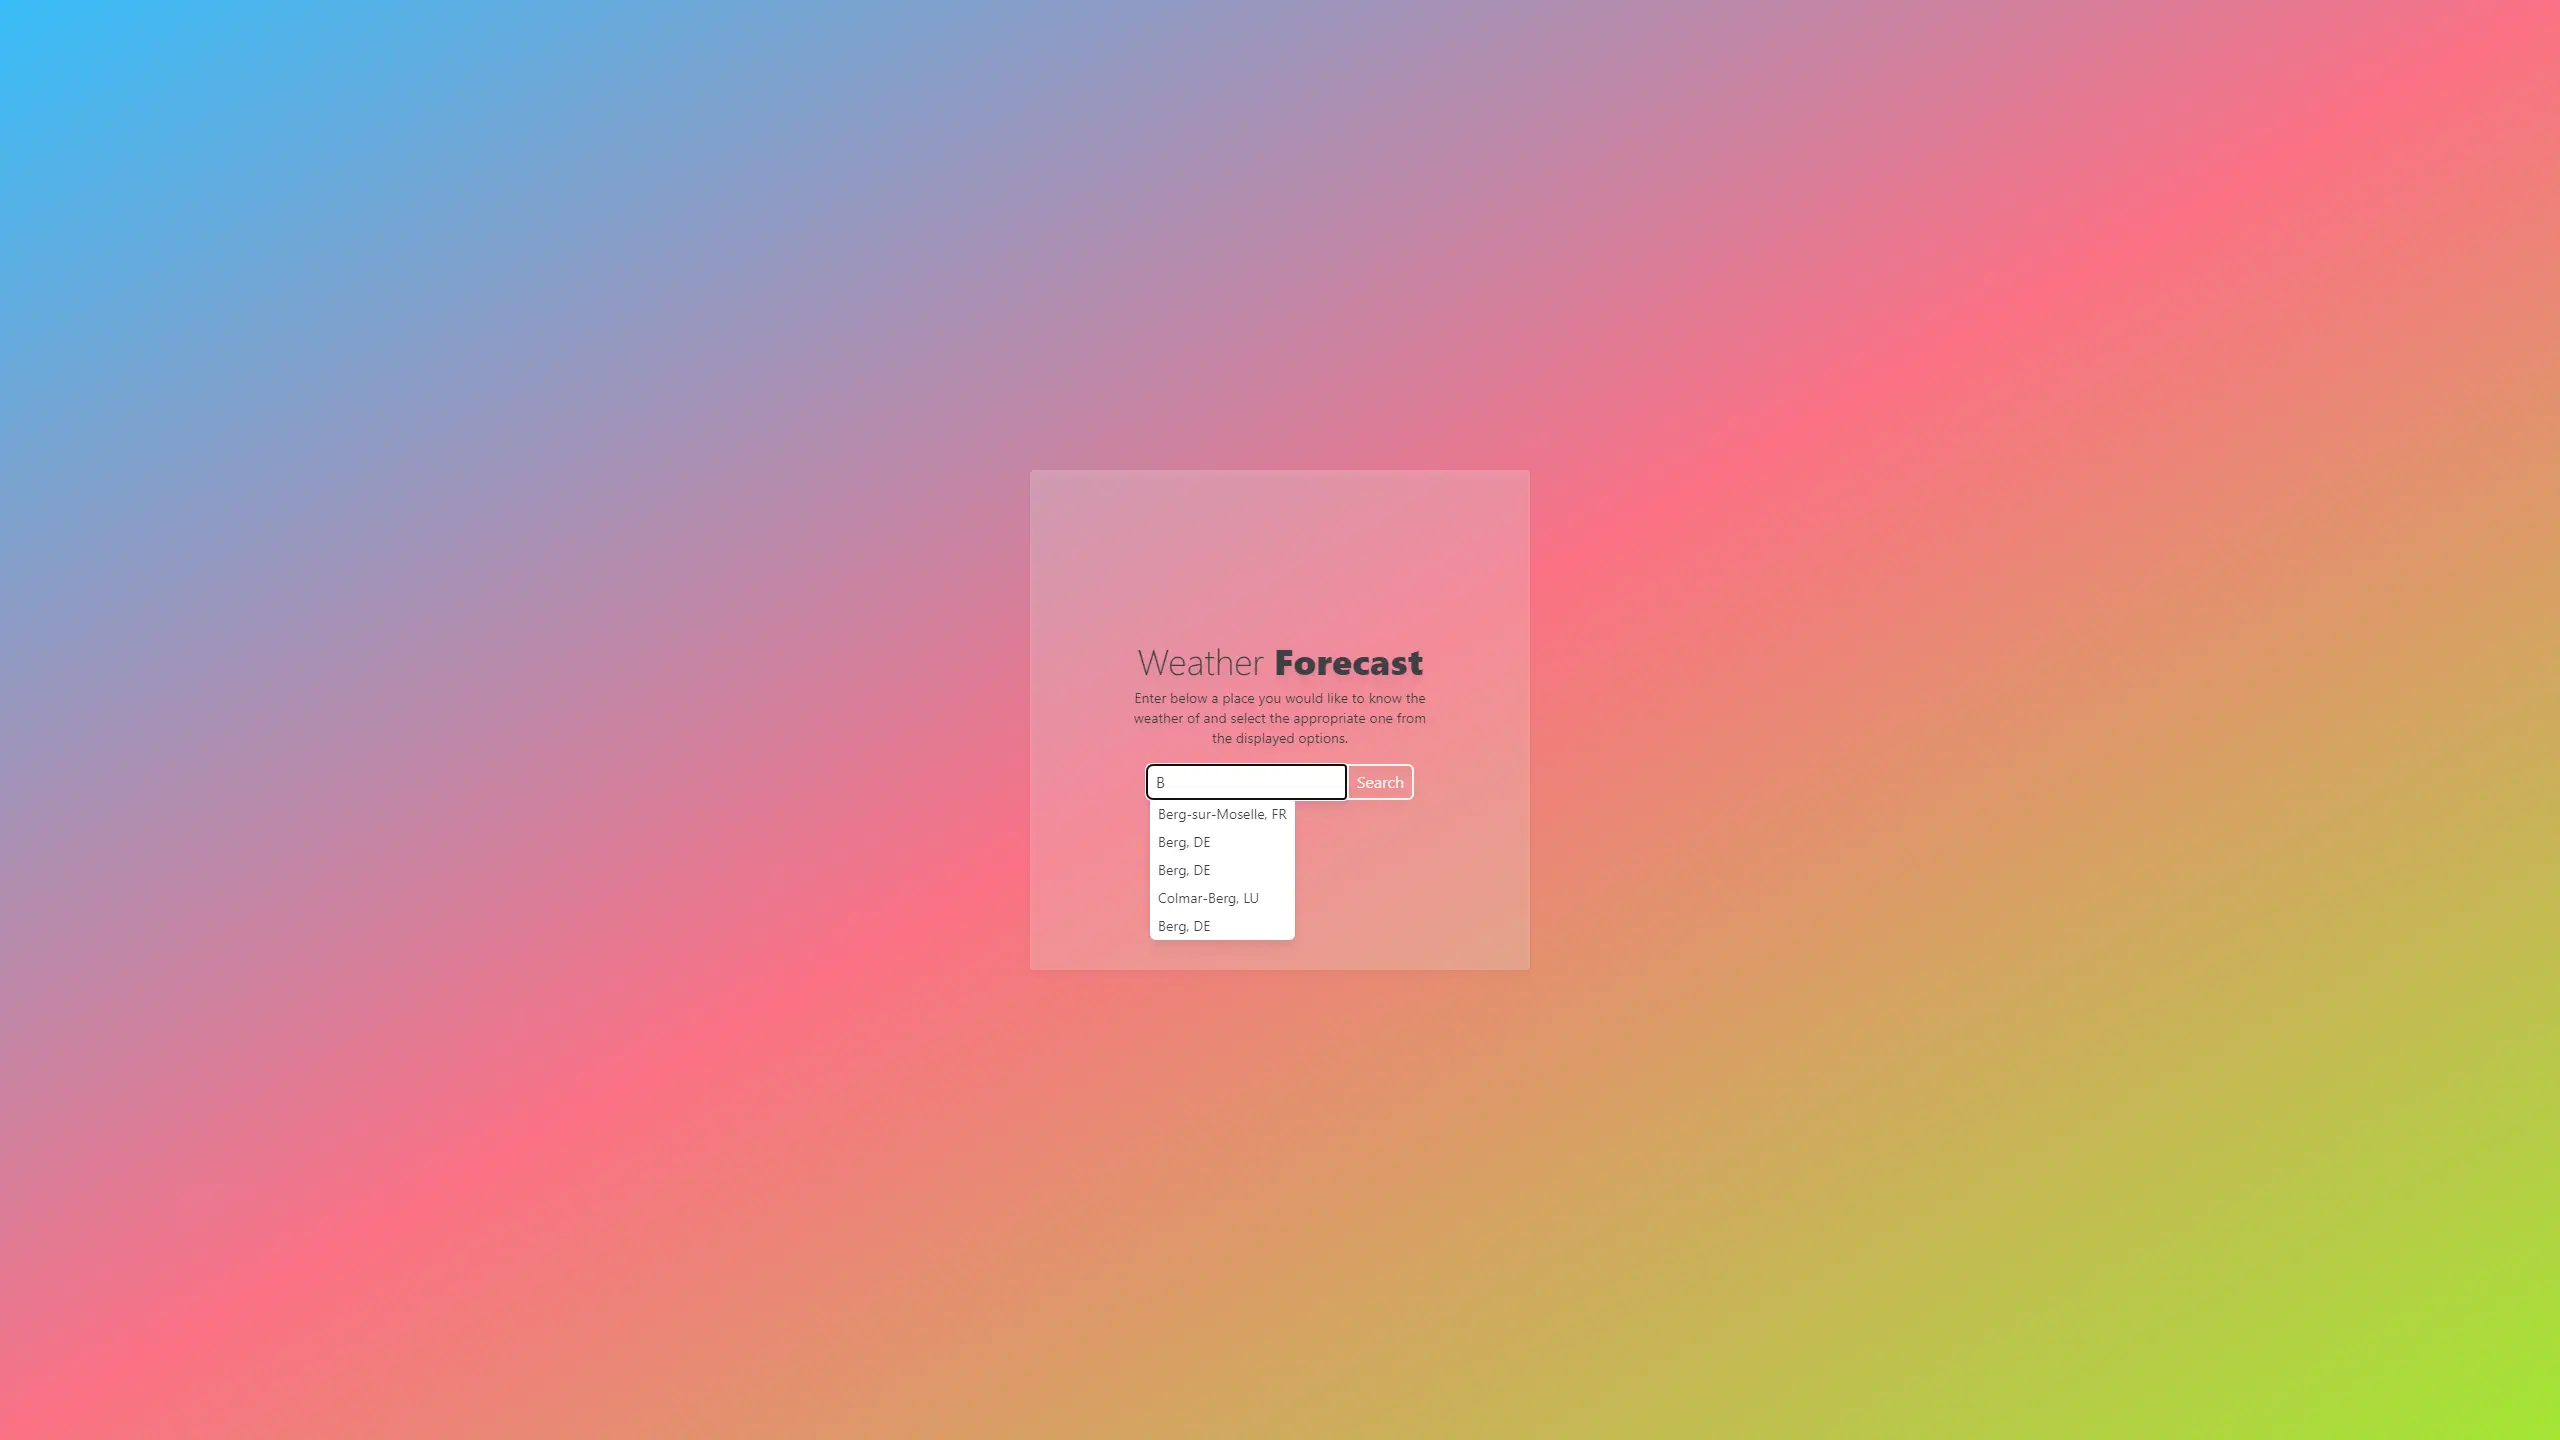 Weather Forecast
Enter below a place you would like to know the
weather of and select the appropriate one from
the displayed options.
B
Search
Berg-sur-Moselle, FR
Berg, DE
Berg, DE
Colmar-Berg, LU
Berg, DE